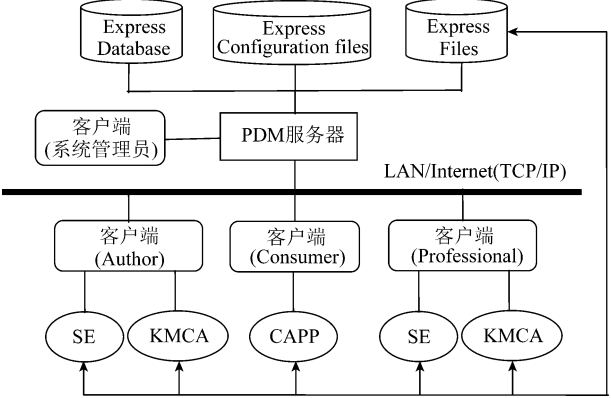 Express
Database
Express
Configuration files
Express
Files
客户端
(系统管理员)
PDM服务器
LAN/Internet(TCP/IP)
客户端
(Author)
客户端
(Consumer)
客户端
(Professional)
SE
KMCA
CAPP
SE
KMCA